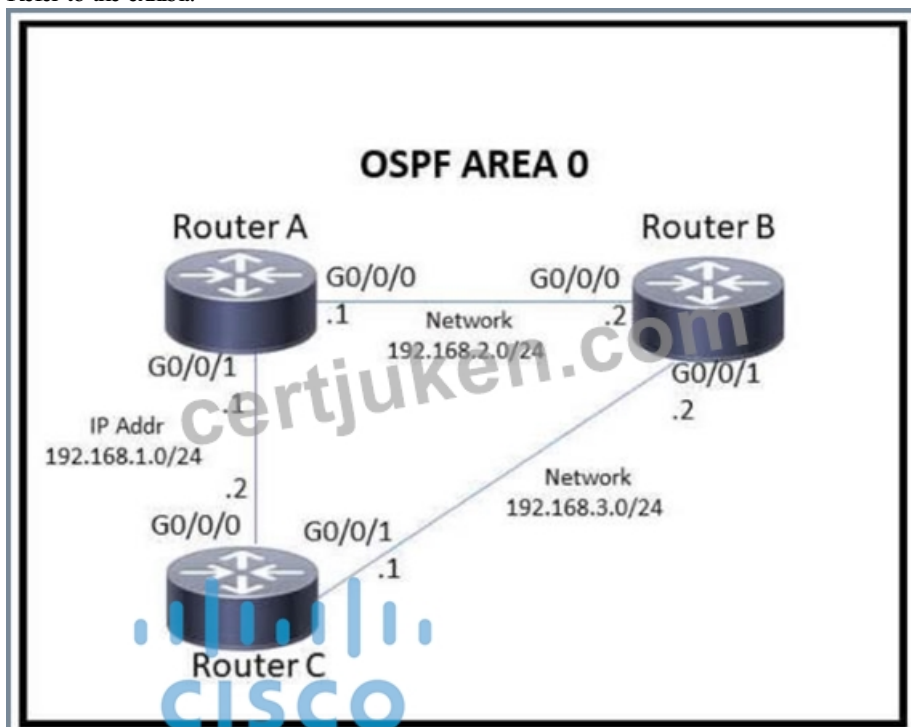 OSPF AREA 0
Router A
Router B
G0/0/0
G0/0/0
.1
.2
Network
192.168.2.0/24
G0/0/1
G0/0/1
.1
.2
IP Addr
192.168.1.0/24
Network
192.168.3.0/24
.2
G0/0/0
G0/0/1
.1
Router C
certjuken.com
CISCO